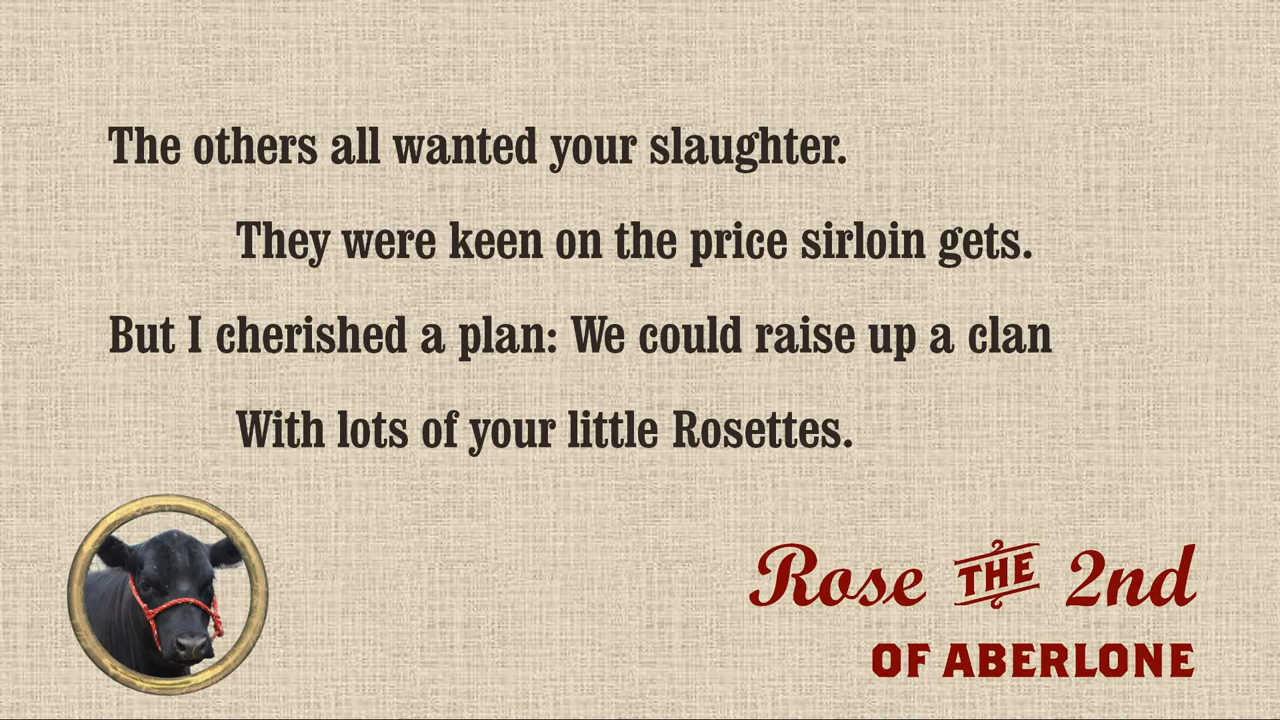 The others all wanted your slaughter.
They were keen on the price sirloin gets.
But I cherished a plan: We could raise up a clan
With lots of your little Rosettes.
Rose THE 2nd
OF ABERLONE